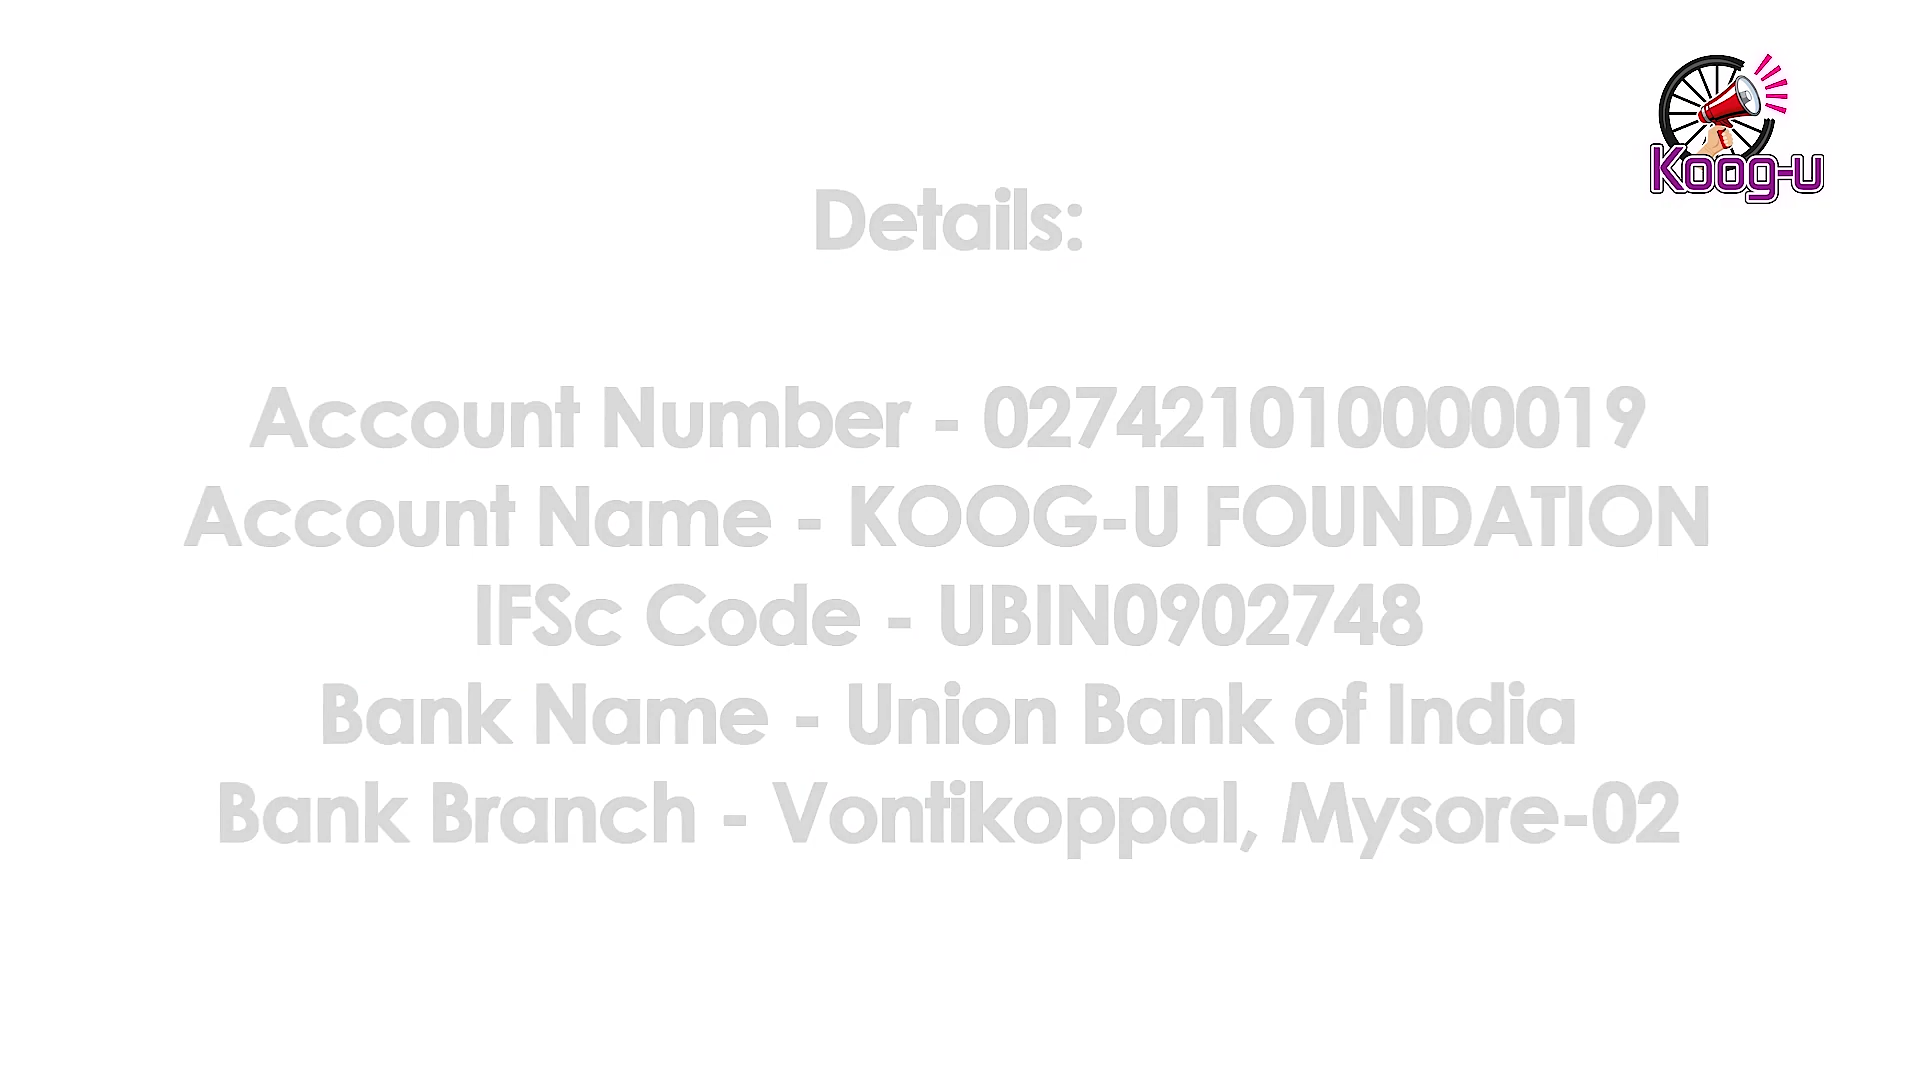 Koog-u
Details:
Account Number - 027421010000019
Account Name - KOOG-U FOUNDATION
IFSc Code - UBIN0902748
Bank Name - Union Bank of India
Bank Branch - Vontikoppal, Mysore-02